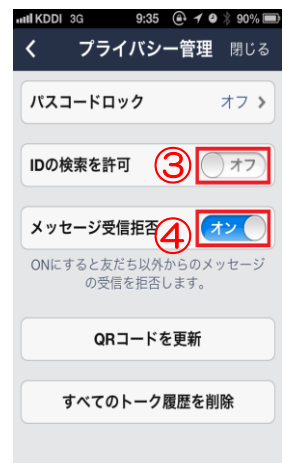 KDDI 3G 9:35 90%
プライバシー管理 閉じる
パスコードロック オフ
IDの検索を許可 ③ オフ
メッセージ受信拒否 ④ オン
ONにすると友だち以外からのメッセージ
の受信を拒否します。
QRコードを更新
すべてのトーク履歴を削除